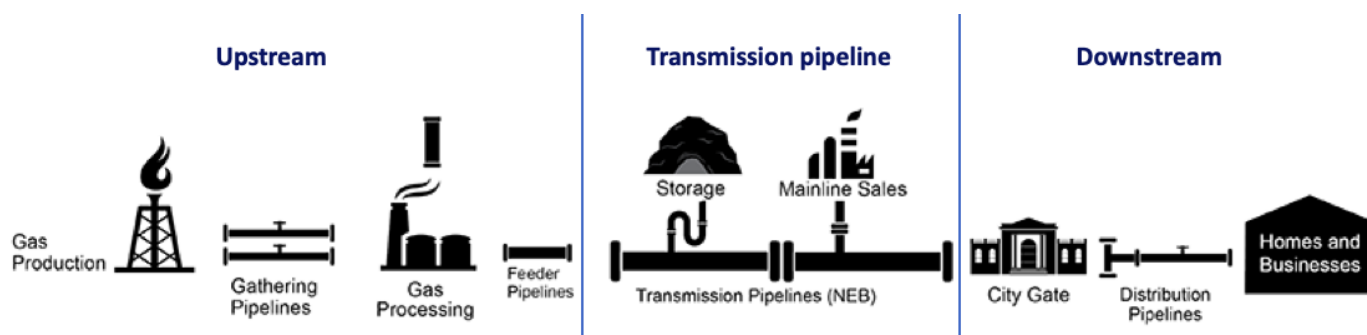 Upstream
Transmission pipeline
Downstream
Gas
Production
Gathering
Pipelines
Gas
Processing
Feeder
Pipelines
Storage
Mainline Sales
Transmission Pipelines (NEB)
City Gate
Distribution
Pipelines
Homes and
Businesses